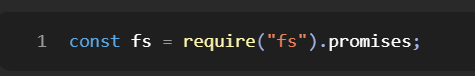 1 const fs = require("fs").promises;